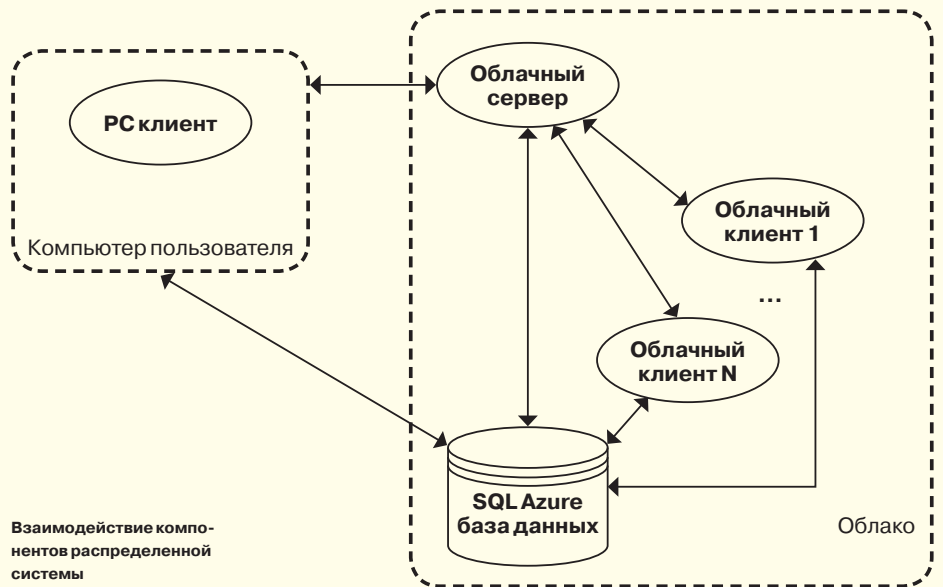 Облачный
сервер
PC клиент
Облачный
клиент 1
Компьютер пользователя
...
Облачный
клиент N
SQL Azure
база данных
Облако
Взаимодействие компо-
нентов распределенной
системы